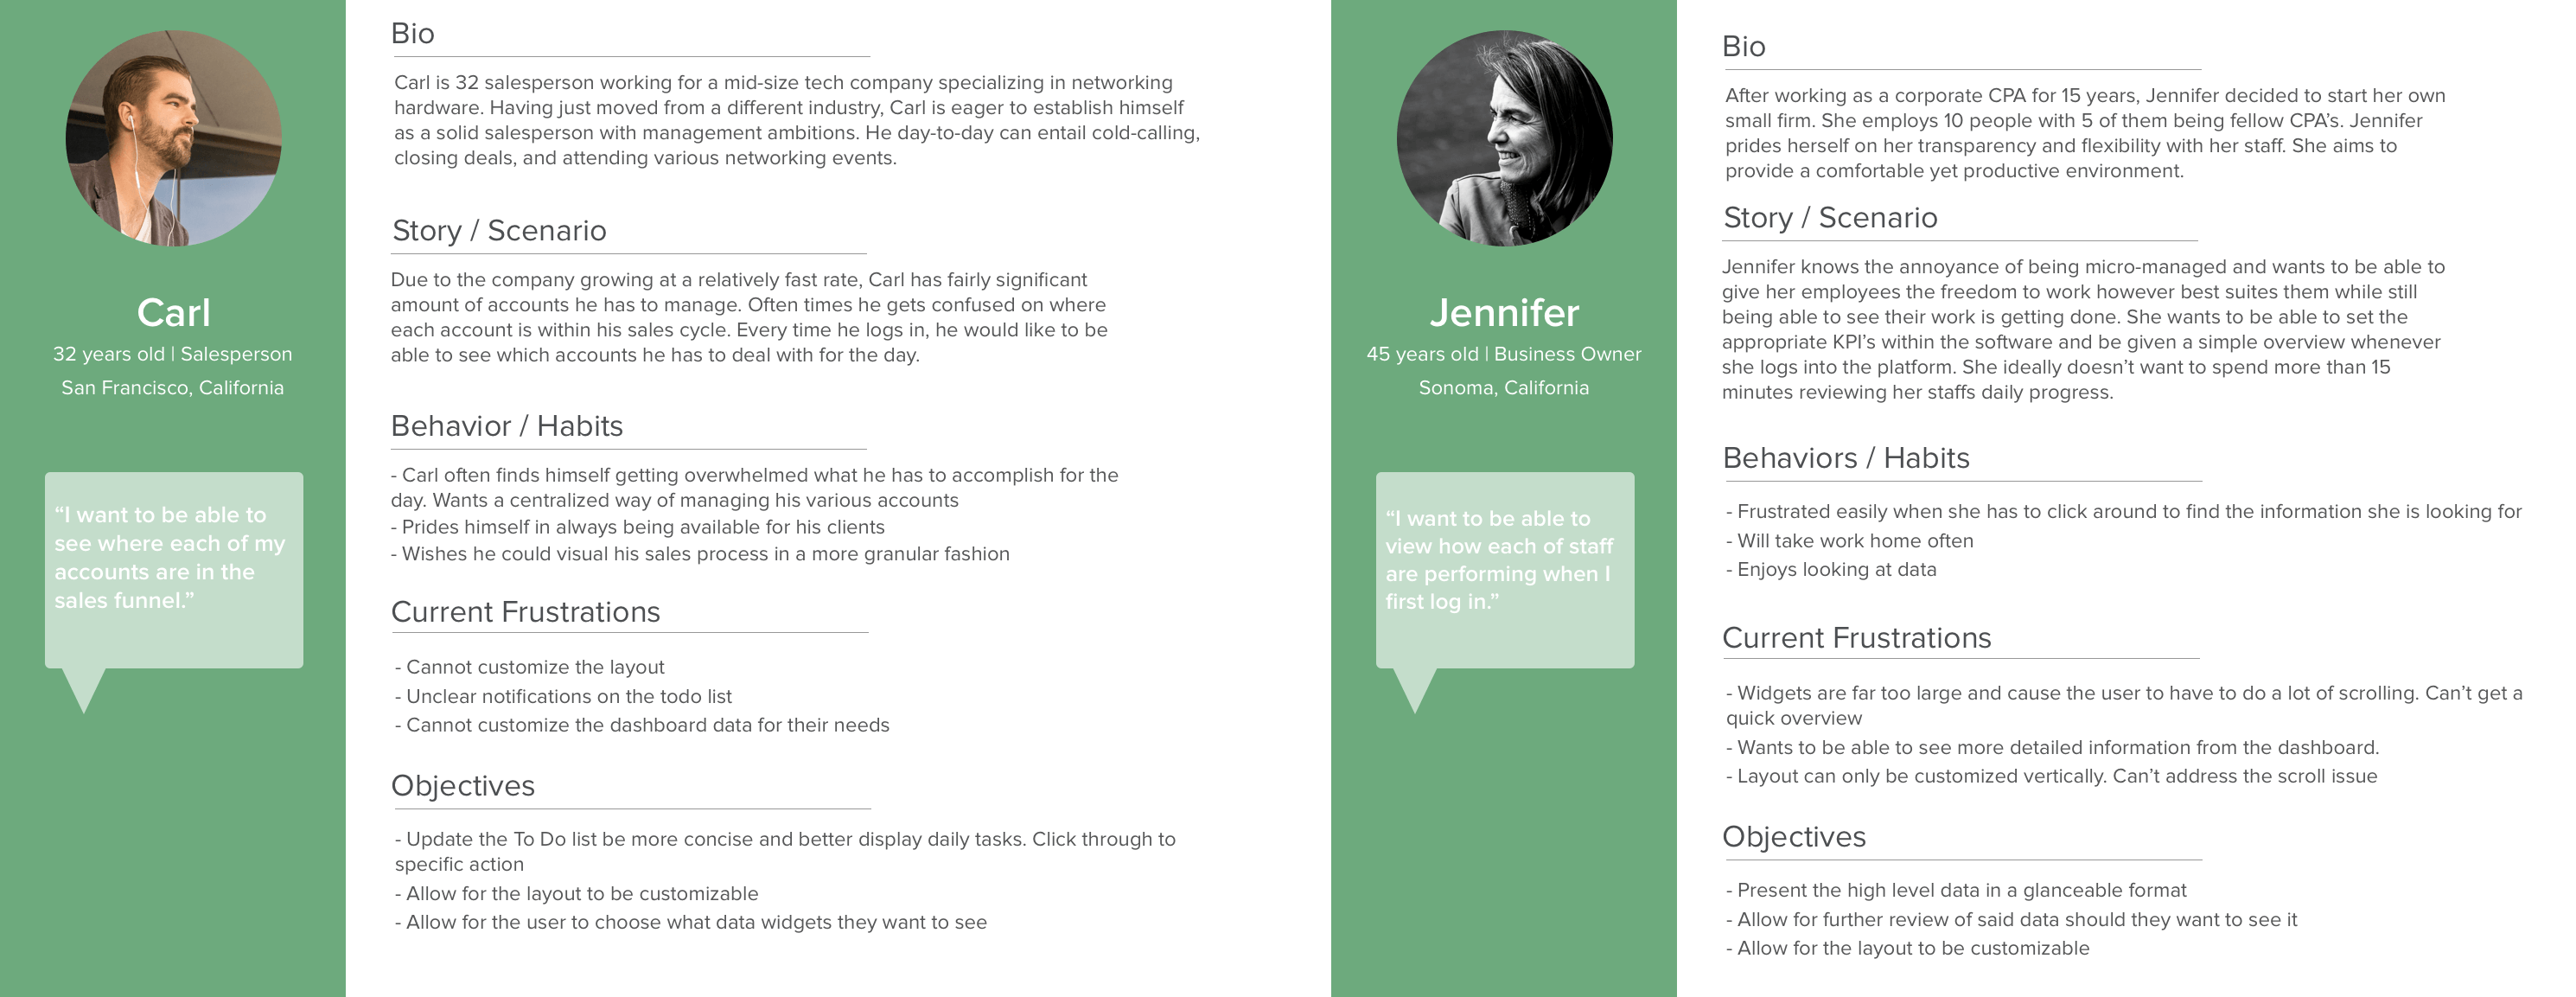 Carl
32 years old | Salesperson
San Francisco, California
“I want to be able to
see where each of my
accounts are in the
sales funnel.”
Bio
Carl is 32 salesperson working for a mid-size tech company specializing in networking
hardware. Having just moved from a different industry, Carl is eager to establish himself
as a solid salesperson with management ambitions. He day-to-day can entail cold-calling,
closing deals, and attending various networking events.
Story / Scenario
Due to the company growing at a relatively fast rate, Carl has fairly significant
amount of accounts he has to manage. Often times he gets confused on where
each account is within his sales cycle. Every time he logs in, he would like to be
able to see which accounts he has to deal with for the day.
Behavior / Habits
- Carl often finds himself getting overwhelmed what he has to accomplish for the
day. Wants a centralized way of managing his various accounts
- Prides himself in always being available for his clients
- Wishes he could visual his sales process in a more granular fashion
Current Frustrations
- Cannot customize the layout
- Unclear notifications on the todo list
- Cannot customize the dashboard data for their needs
Objectives
- Update the To Do list be more concise and better display daily tasks. Click through to
specific action
- Allow for the layout to be customizable
- Allow for the user to choose what data widgets they want to see
Jennifer
45 years old | Business Owner
Sonoma, California
“I want to be able to
view how each of staff
are performing when I
first log in.”
Bio
After working as a corporate CPA for 15 years, Jennifer decided to start her own
small firm. She employs 10 people with 5 of them being fellow CPA’s. Jennifer
prides herself on her transparency and flexibility with her staff. She aims to
provide a comfortable yet productive environment.
Story / Scenario
Jennifer knows the annoyance of being micro-managed and wants to be able to
give her employees the freedom to work however best suites them while still
being able to see their work is getting done. She wants to be able to set the
appropriate KPI’s within the software and be given a simple overview whenever
she logs into the platform. She ideally doesn’t want to spend more than 15
minutes reviewing her staffs daily progress.
Behaviors / Habits
- Frustrated easily when she has to click around to find the information she is looking for
- Will take work home often
- Enjoys looking at data
Current Frustrations
- Widgets are far too large and cause the user to have to do a lot of scrolling. Can’t get a
quick overview
- Wants to be able to see more detailed information from the dashboard.
- Layout can only be customized vertically. Can’t address the scroll issue
Objectives
- Present the high level data in a glanceable format
- Allow for further review of said data should they want to see it
- Allow for the layout to be customizable